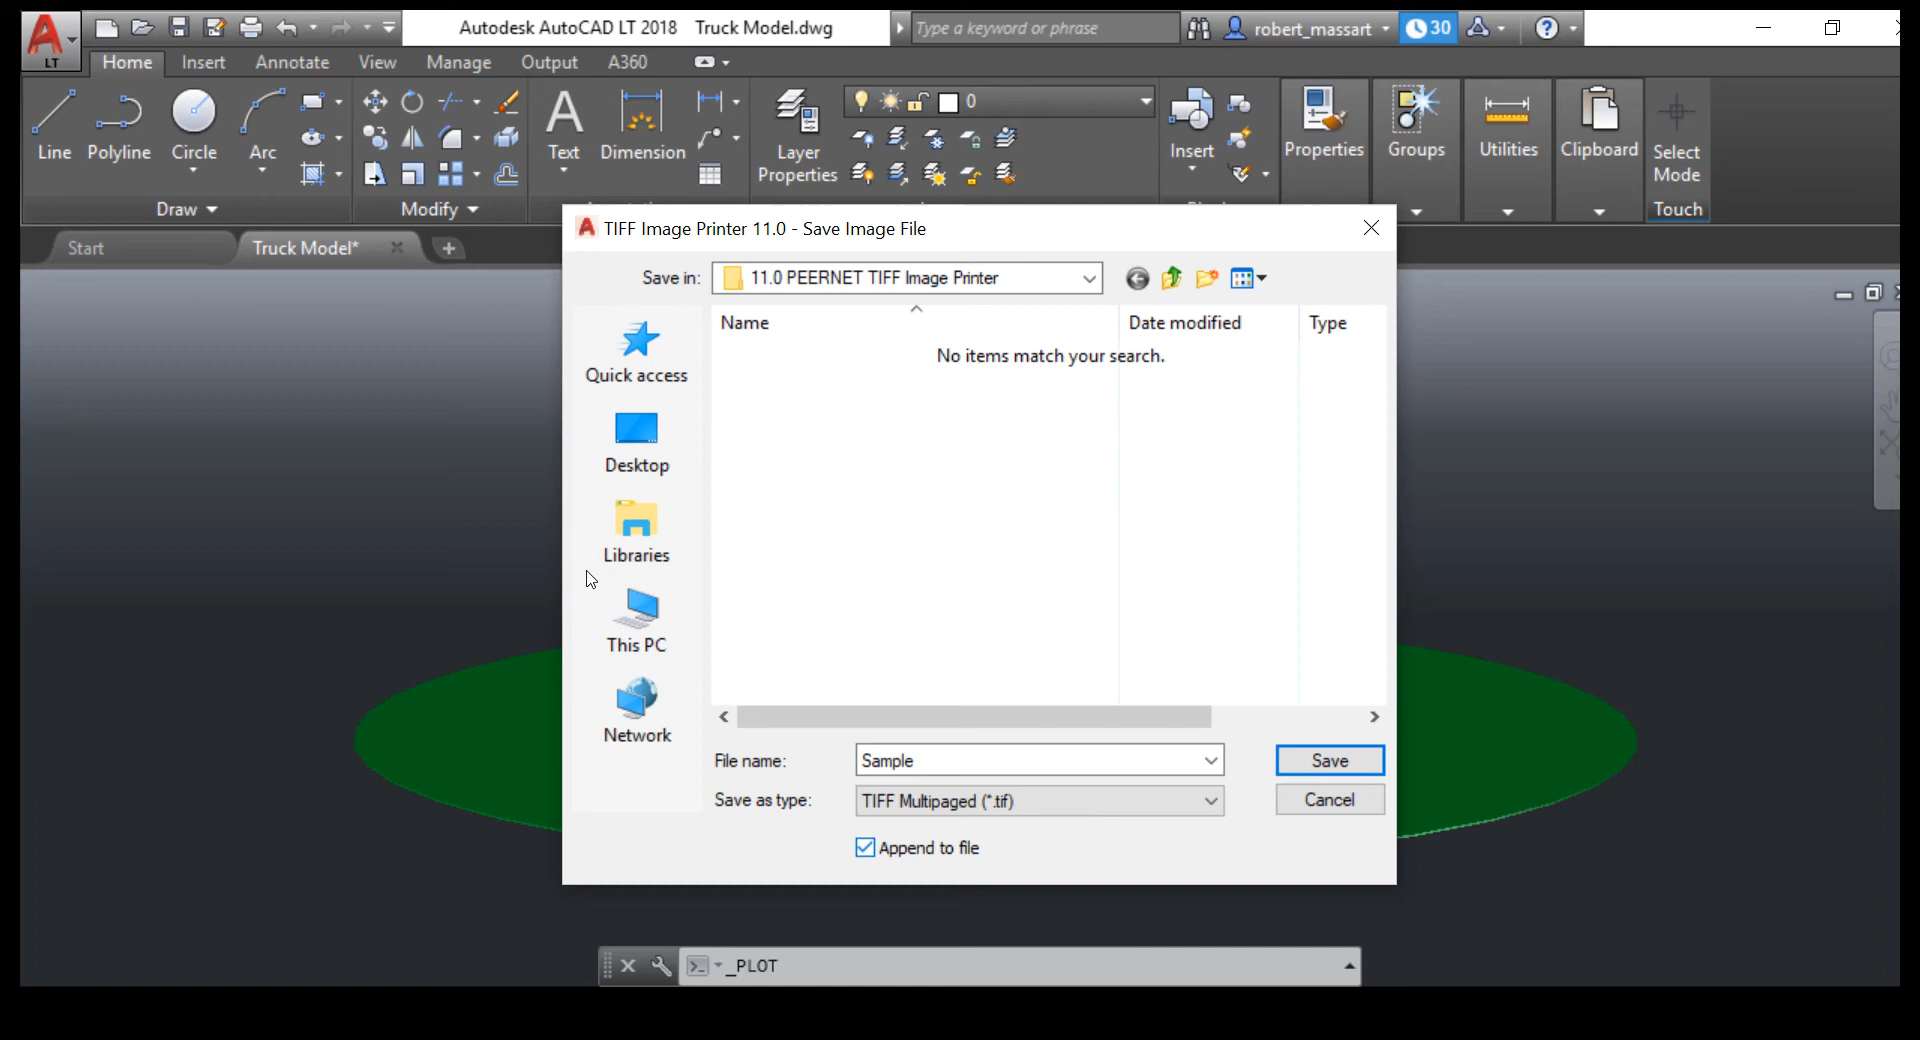 Autodesk AutoCAD LT 2018 Truck Model.dwg
Type a keyword or phrase
robert_massart
30
LT
Home Insert Annotate View Manage Output A360
Line Polyline Circle Arc
Text Dimension
Layer
Properties
0
Insert
Properties Groups Utilities Clipboard
Select
Mode
Draw
Modify
Touch
Start
Truck Model*
TIFF Image Printer 11.0 - Save Image File
Save in:
11.0 PEERNET TIFF Image Printer
Name Date modified Type
No items match your search.
Quick access
Desktop
Libraries
This PC
Network
File name:
Sample
Save
Save as type:
TIFF Multipaged (*.tif)
Cancel
Append to file
_PLOT